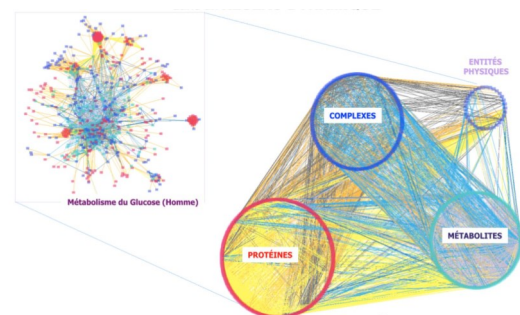 ENTITÉS
PHYSIQUES
COMPLEXES
Métabolisme du Glucose (Homme)
MÉTABOLITES
PROTÉINES